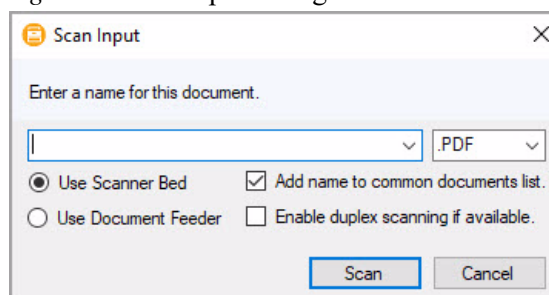 Scan Input
Enter a name for this document.
.PDF
Use Scanner Bed Add name to common documents list.
Use Document Feeder Enable duplex scanning if available.
Scan Cancel